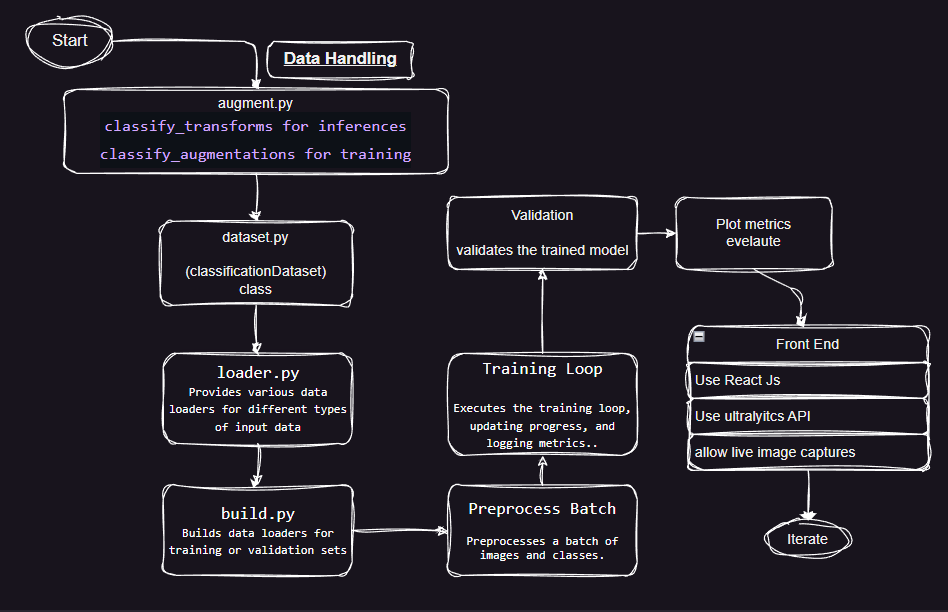 Start
Data Handling
augment.py
classify_transforms for inferences
classify_augmentations for training
dataset.py
(classificationDataset)
class
loader.py
Provides various data
loaders for different types
of input data
build.py
Builds data loaders for
training or validation sets
Preprocess Batch
Preprocesses a batch of
images and classes.
Training Loop
Executes the training loop,
updating progress, and
logging metrics..
Validation
validates the trained model
Plot metrics
evelaute
Front End
Use React Js
Use ultralyitcs API
allow live image captures
Iterate